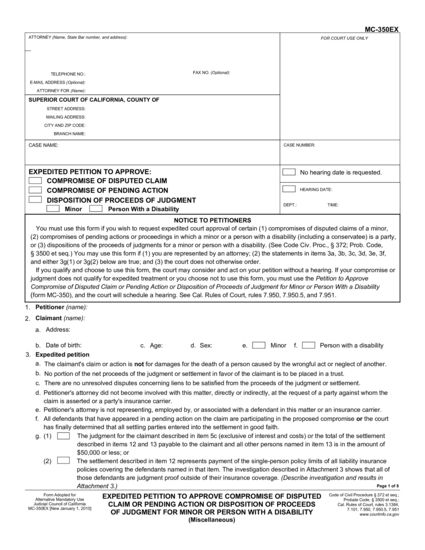 MC-350EX
ATTORNEY (Name, State Bar number, and address):
FOR COURT USE ONLY
TELEPHONE NO.:
FAX NO. (Optional):
E-MAIL ADDRESS (Optional):
ATTORNEY FOR (Name):
SUPERIOR COURT OF CALIFORNIA, COUNTY OF
STREET ADDRESS:
MAILING ADDRESS:
CITY AND ZIP CODE:
BRANCH NAME:
CASE NAME:
CASE NUMBER:
EXPEDITED PETITION TO APPROVE:
COMPROMISE OF DISPUTED CLAIM
COMPROMISE OF PENDING ACTION
DISPOSITION OF PROCEEDS OF JUDGMENT
Minor Person With a Disability
No hearing date is requested.
HEARING DATE:
DEPT.: TIME:
NOTICE TO PETITIONERS
You must use this form if you wish to request expedited court approval of certain (1) compromises of disputed claims of a minor,
(2) compromises of pending actions or proceedings in which a minor or a person with a disability (including a conservatee) is a party,
or (3) dispositions of the proceeds of judgments for a minor or person with a disability. (See Code Civ. Proc., § 372; Prob. Code,
§ 3500 et seq.) You may use this form if (1) you are represented by an attorney; (2) the statements in items 3a, 3b, 3c, 3d, 3e, 3f,
and either 3g(1) or 3g(2) below are true; and (3) the court does not otherwise order.
If you qualify and choose to use this form, the court may consider and act on your petition without a hearing. If your compromise or
judgment does not qualify for expedited treatment or you choose not to use this form, you must use the Petition to Approve
Compromise of Disputed Claim or Pending Action or Disposition of Proceeds of Judgment for Minor or Person With a Disability
(form MC-350), and the court will schedule a hearing. See Cal. Rules of Court, rules 7.950, 7.950.5, and 7.951.
1. Petitioner (name):
2. Claimant (name):
a. Address:
b. Date of birth: c. Age: d. Sex: e. Minor f. Person with a disability
3. Expedited petition
a. The claimant's claim or action is not for damages for the death of a person caused by the wrongful act or neglect of another.
b. No portion of the net proceeds of the judgment or settlement in favor of the claimant is to be placed in a trust.
c. There are no unresolved disputes concerning liens to be satisfied from the proceeds of the judgment or settlement.
d. Petitioner's attorney did not become involved with this matter, directly or indirectly, at the request of a party against whom the
claim is asserted or a party's insurance carrier.
e. Petitioner's attorney is not representing, employed by, or associated with a defendant in this matter or an insurance carrier.
f. All defendants that have appeared in a pending action on the claim are participating in the proposed compromise or the court
has finally determined that all settling parties entered into the settlement in good faith.
g. (1) The judgment for the claimant described in item 5c (exclusive of interest and costs) or the total of the settlement
described in items 12 and 13 payable to the claimant and all other persons named in item 13 is in the amount of
$50,000 or less; or
(2) The settlement described in item 12 represents payment of the single-person policy limits of all liability insurance
policies covering the defendants named in that item. The investigation described in Attachment 3 shows that all of
those defendants are judgment proof outside of their insurance coverage. (Describe investigation and results in
Attachment 3.)
Page 1 of 8
Form Adopted for
Alternative Mandatory Use
Judicial Council of California
MC-350EX [New January 1, 2010]
EXPEDITED PETITION TO APPROVE COMPROMISE OF DISPUTED
CLAIM OR PENDING ACTION OR DISPOSITION OF PROCEEDS
OF JUDGMENT FOR MINOR OR PERSON WITH A DISABILITY
(Miscellaneous)
Code of Civil Procedure § 372 et seq.;
Probate Code, § 3500 et seq.;
Cal. Rules of Court, rules 3.1384,
7.101, 7.950, 7.950.5, 7.951
www.courtinfo.ca.gov